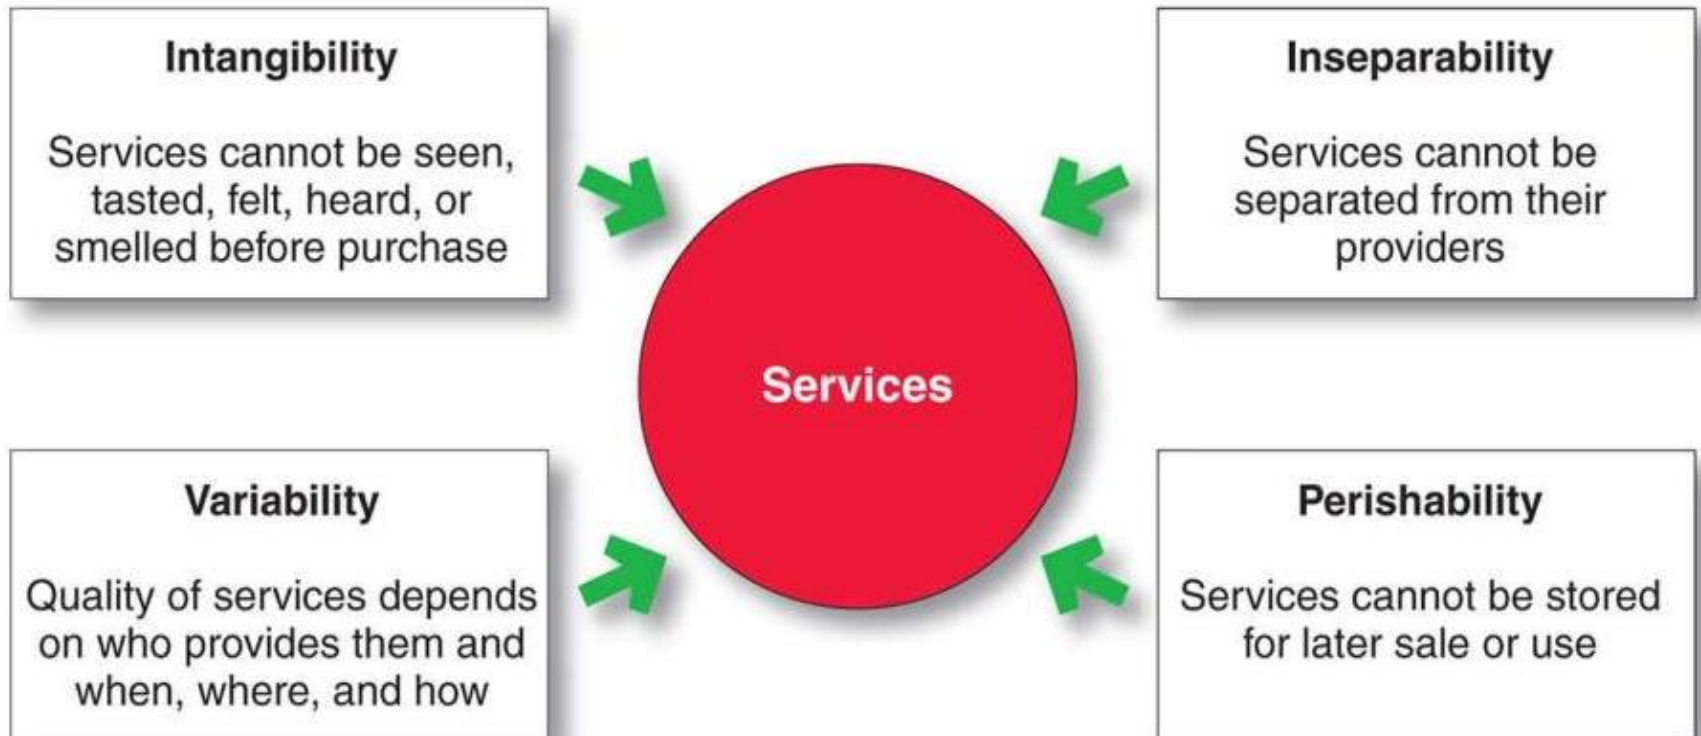 Intangibility
Services cannot be seen,
tasted, felt, heard, or
smelled before purchase
Inseparability
Services cannot be
separated from their
providers
Services
Variability
Quality of services depends
on who provides them and
when, where, and how
Perishability
Services cannot be stored
for later sale or use